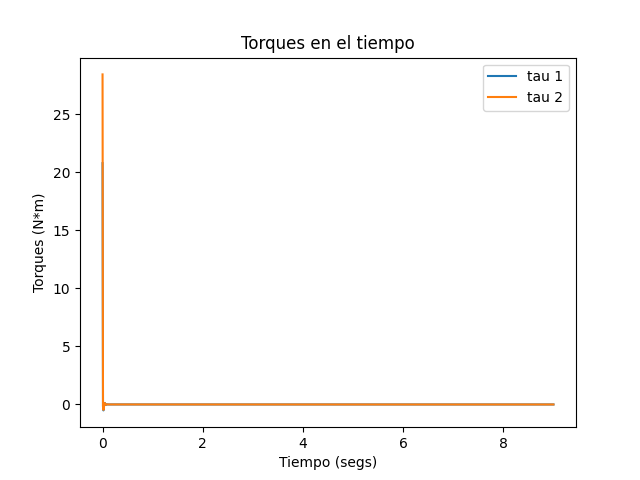 Torques en el tiempo
tau 1
tau 2
Torques (N*m)
25
20
15
10
5
0
0 2 4 6 8
Tiempo (segs)